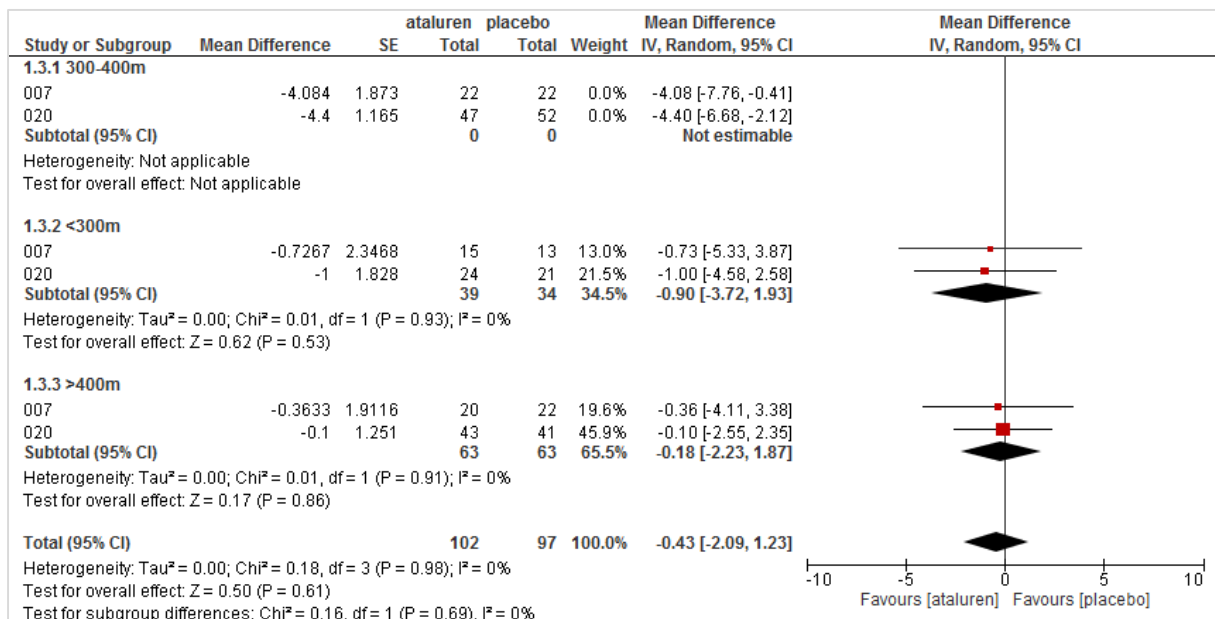 ataluren placebo Mean Difference Mean Difference
Study or Subgroup Mean Difference SE Total Total Weight IV, Random, 95% CI IV, Random, 95% CI
1.3.1 300-400m
007 -4.084 1.873 22 22 0.0% -4.08 [-7.76, -0.41]
020 -4.4 1.165 47 52 0.0% -4.40 [-6.68, -2.12]
Subtotal (95% CI) 0 0 Not estimable
Heterogeneity: Not applicable
Test for overall effect: Not applicable
1.3.2 <300m
007 -0.7267 2.3468 15 13 13.0% -0.73 [-5.33, 3.87]
020 -1 1.828 24 21 21.5% -1.00 [-4.58, 2.58]
Subtotal (95% CI) 39 34 34.5% -0.90 [-3.72, 1.93]
Heterogeneity: Tau² = 0.00; Chi² = 0.01, df = 1 (P = 0.93); I² = 0%
Test for overall effect: Z = 0.62 (P = 0.53)
1.3.3 >400m
007 -0.3633 1.9116 20 22 19.6% -0.36 [-4.11, 3.38]
020 -0.1 1.251 43 41 45.9% -0.10 [-2.55, 2.35]
Subtotal (95% CI) 63 63 65.5% -0.18 [-2.23, 1.87]
Heterogeneity: Tau² = 0.00; Chi² = 0.01, df = 1 (P = 0.91); I² = 0%
Test for overall effect: Z = 0.17 (P = 0.86)
Total (95% CI) 102 97 100.0% -0.43 [-2.09, 1.23]
Heterogeneity: Tau² = 0.00; Chi² = 0.18, df = 3 (P = 0.98); I² = 0%
Test for overall effect: Z = 0.50 (P = 0.61)
Test for subgroup differences: Chi² = 0.16, df = 1 (P = 0.69), I² = 0%
-10 -5 0 5 10
Favours [ataluren] Favours [placebo]